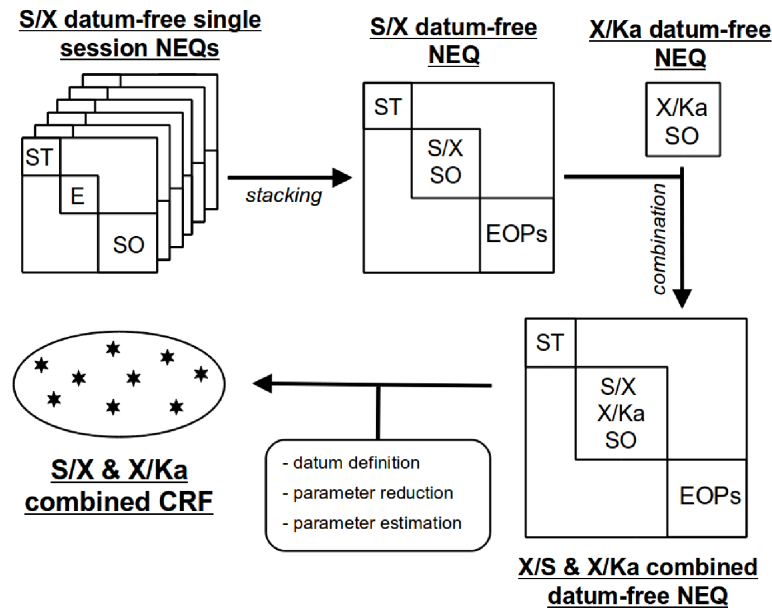 S/X datum-free single
session NEQs
ST
E
SO
stacking
S/X datum-free
NEQ
ST
S/X
SO
EOPs
X/Ka datum-free
NEQ
X/Ka
SO
combination
ST
S/X
X/Ka
SO
EOPs
X/S & X/Ka combined
datum-free NEQ
- datum definition
- parameter reduction
- parameter estimation
S/X & X/Ka
combined CRF